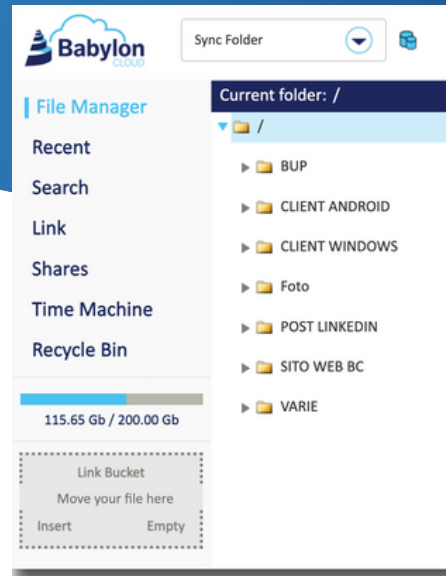 Babylon
CLOUD
Sync Folder
File Manager
Recent
Search
Link
Shares
Time Machine
Recycle Bin
115.65 Gb / 200.00 Gb
Link Bucket
Move your file here
Insert Empty
Current folder: /
/
BUP
CLIENT ANDROID
CLIENT WINDOWS
Foto
POST LINKEDIN
SITO WEB BC
VARIE